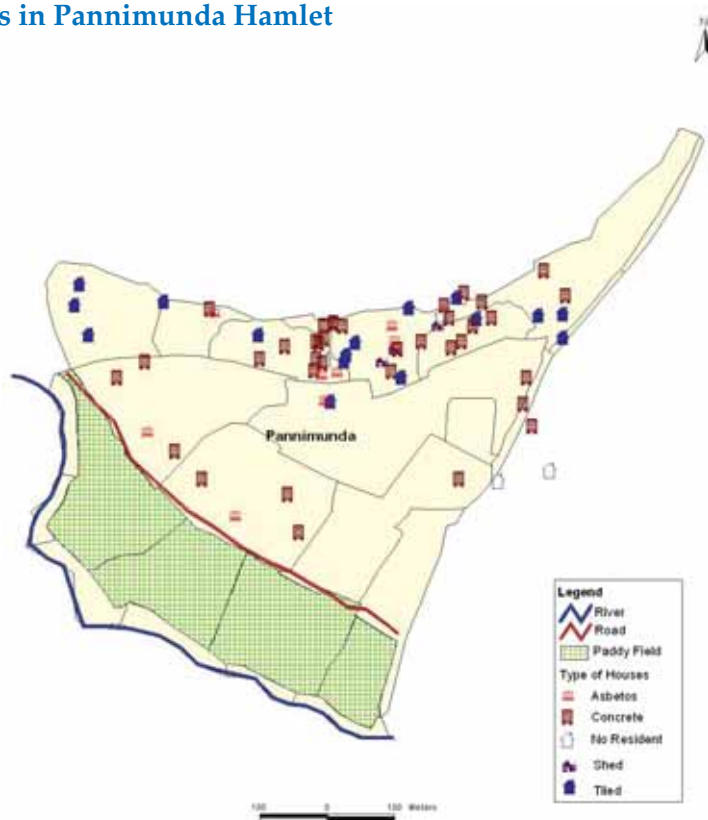 s in Pannimunda Hamlet
N
Pannimunda
Legend
River
Road
Paddy Field
Type of Houses
Asbetos
Concrete
No Resident
Shed
Tiled
100 0 100 Meters